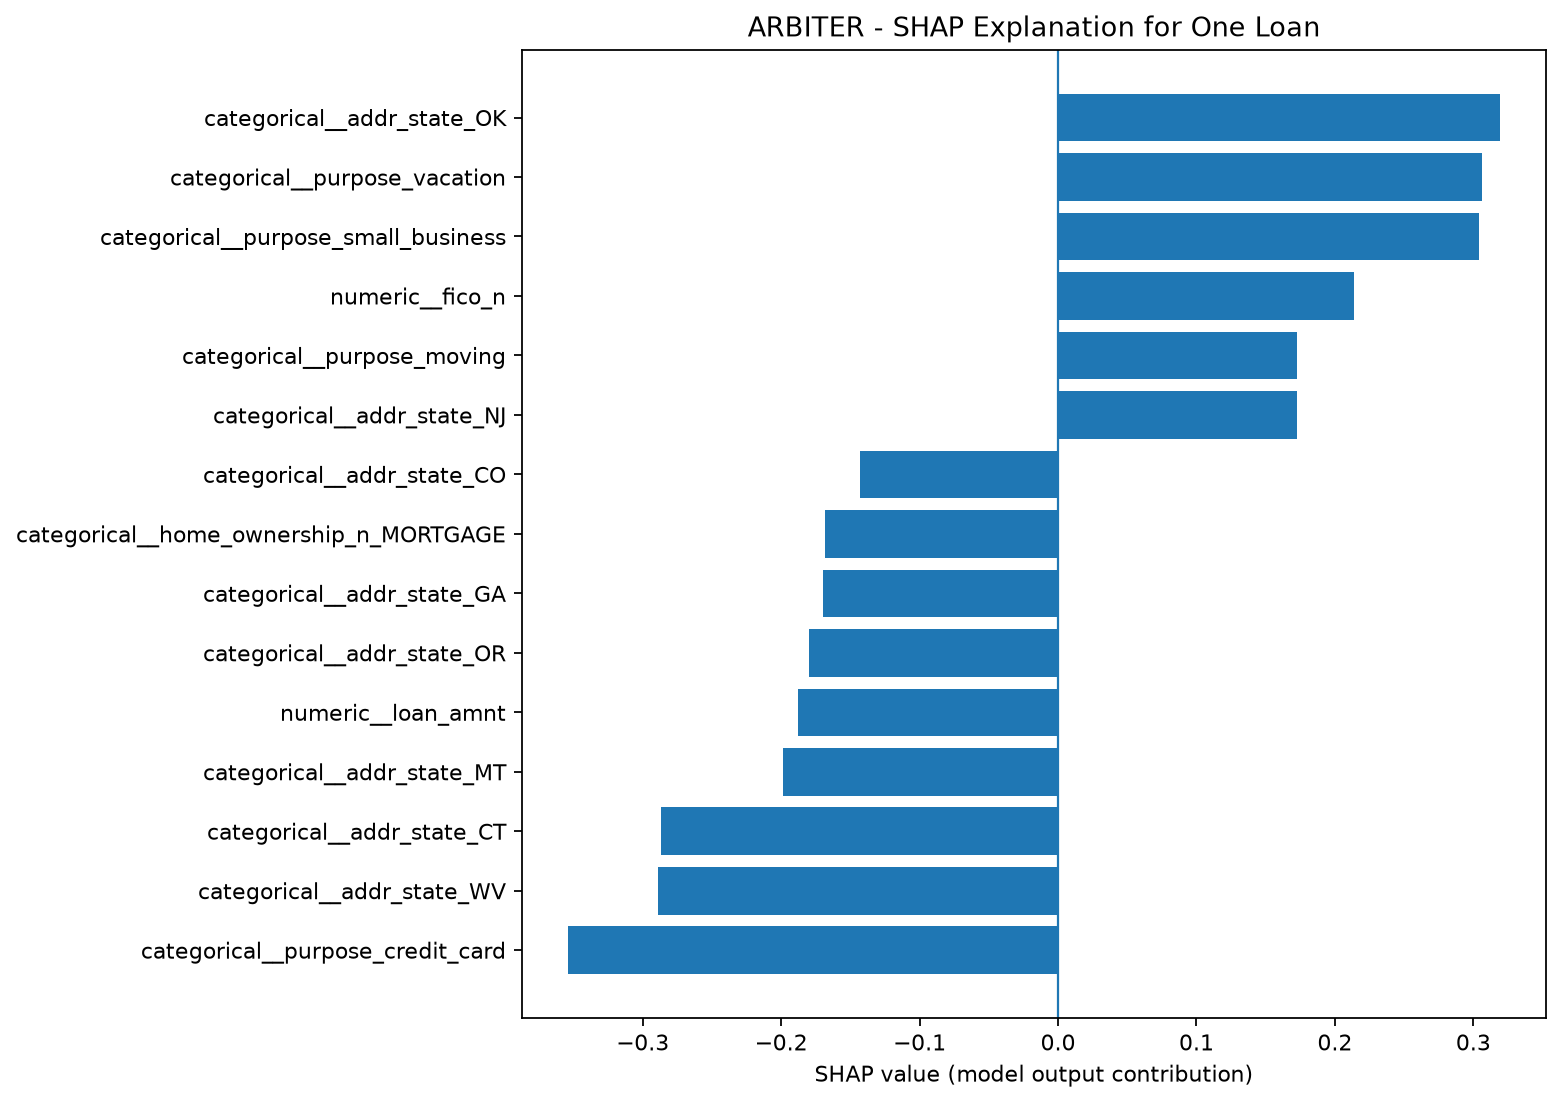 ARBITER - SHAP Explanation for One Loan
categorical__addr_state_OK
categorical__purpose_vacation
categorical__purpose_small_business
numeric__fico_n
categorical__purpose_moving
categorical__addr_state_NJ
categorical__addr_state_CO
categorical__home_ownership_n_MORTGAGE
categorical__addr_state_GA
categorical__addr_state_OR
numeric__loan_amnt
categorical__addr_state_MT
categorical__addr_state_CT
categorical__addr_state_WV
categorical__purpose_credit_card
−0.3 −0.2 −0.1 0.0 0.1 0.2 0.3
SHAP value (model output contribution)